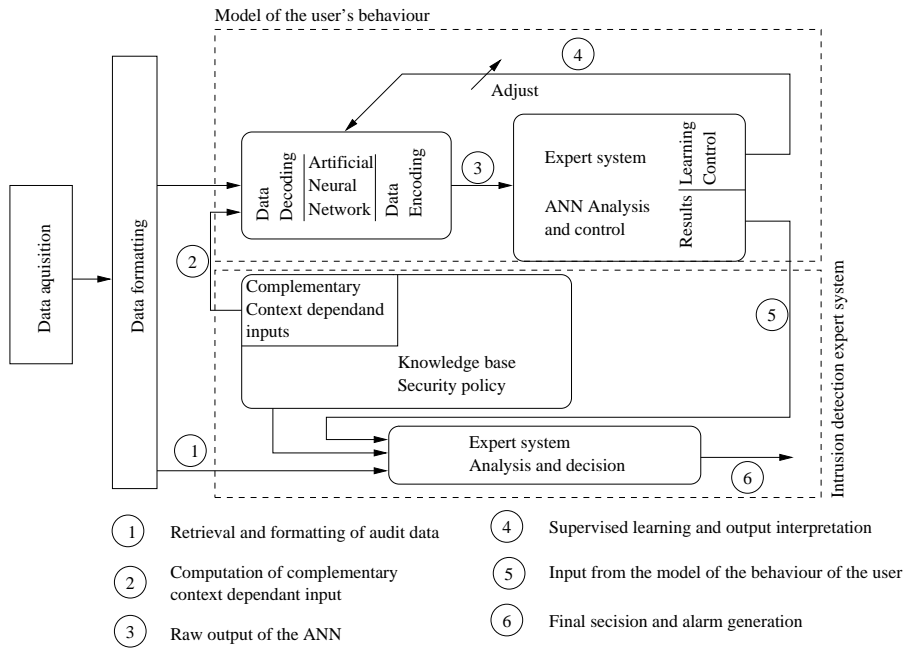 Model of the user's behaviour
4
Adjust
Data
Decoding
Artificial
Neural
Network
Data
Encoding
3
Expert system
ANN Analysis
and control
Learning
Control
Results
Data aquisition
Data formatting
2
Complementary
Context dependand
inputs
Knowledge base
Security policy
5
Intrusion detection expert system
1
Expert system
Analysis and decision
6
1 Retrieval and formatting of audit data
2 Computation of complementary
context dependant input
3 Raw output of the ANN
4 Supervised learning and output interpretation
5 Input from the model of the behaviour of the user
6 Final secision and alarm generation